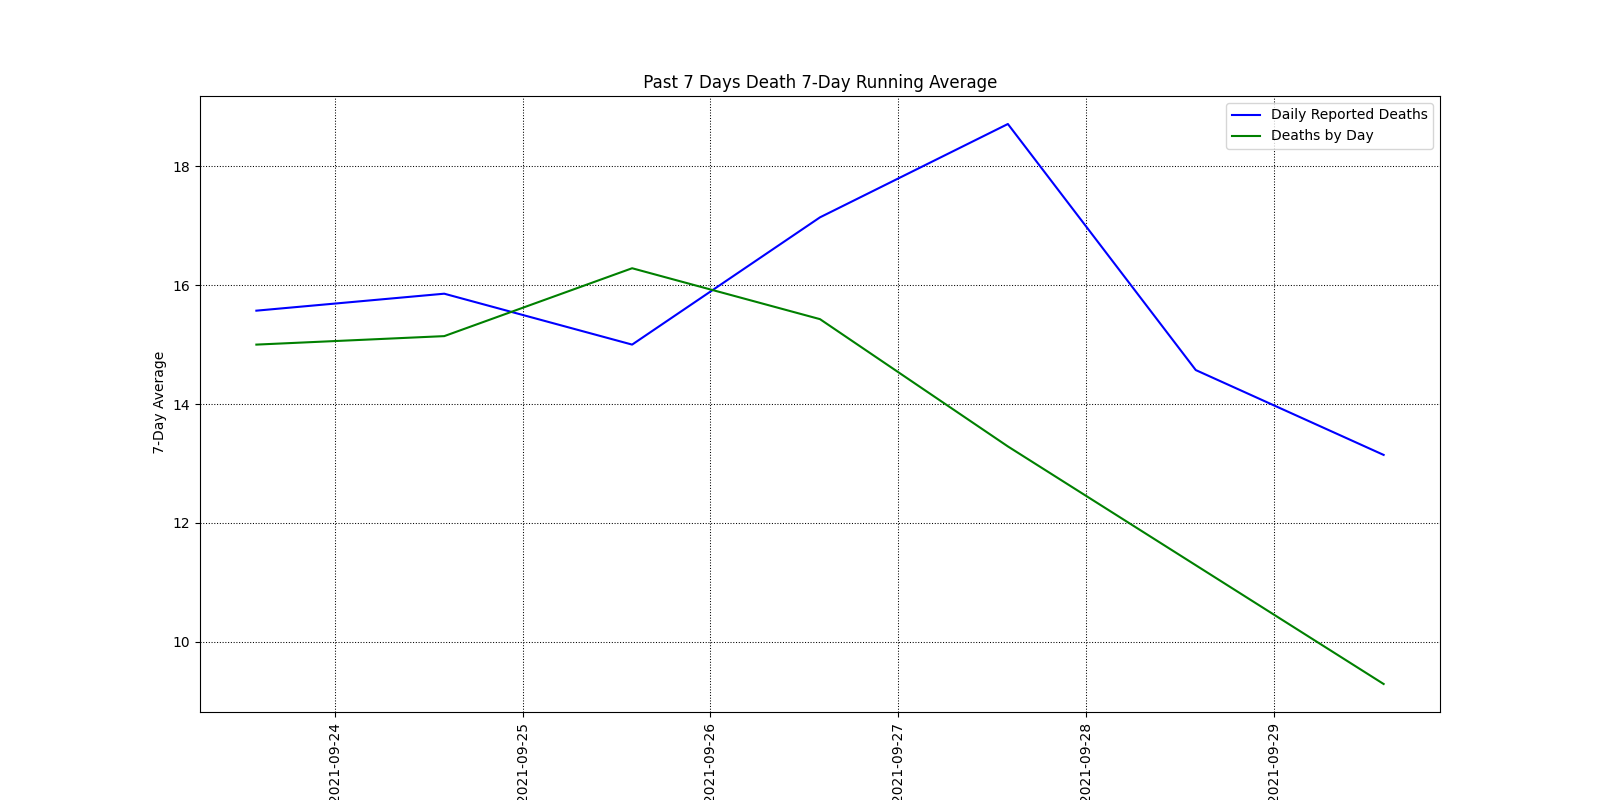 Past 7 Days Death 7-Day Running Average
Daily Reported Deaths
Deaths by Day
7-Day Average
18
16
14
12
10
2021-09-24
2021-09-25
2021-09-26
2021-09-27
2021-09-28
2021-09-29